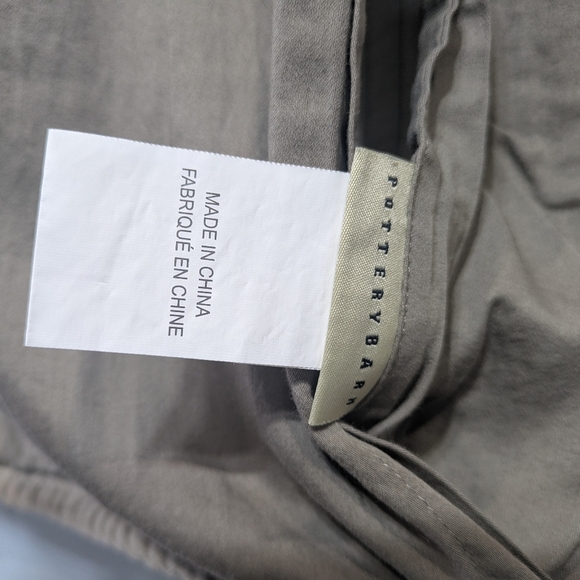 MADE IN CHINA
FABRIQUÉ EN CHINE
POTTERYBARN